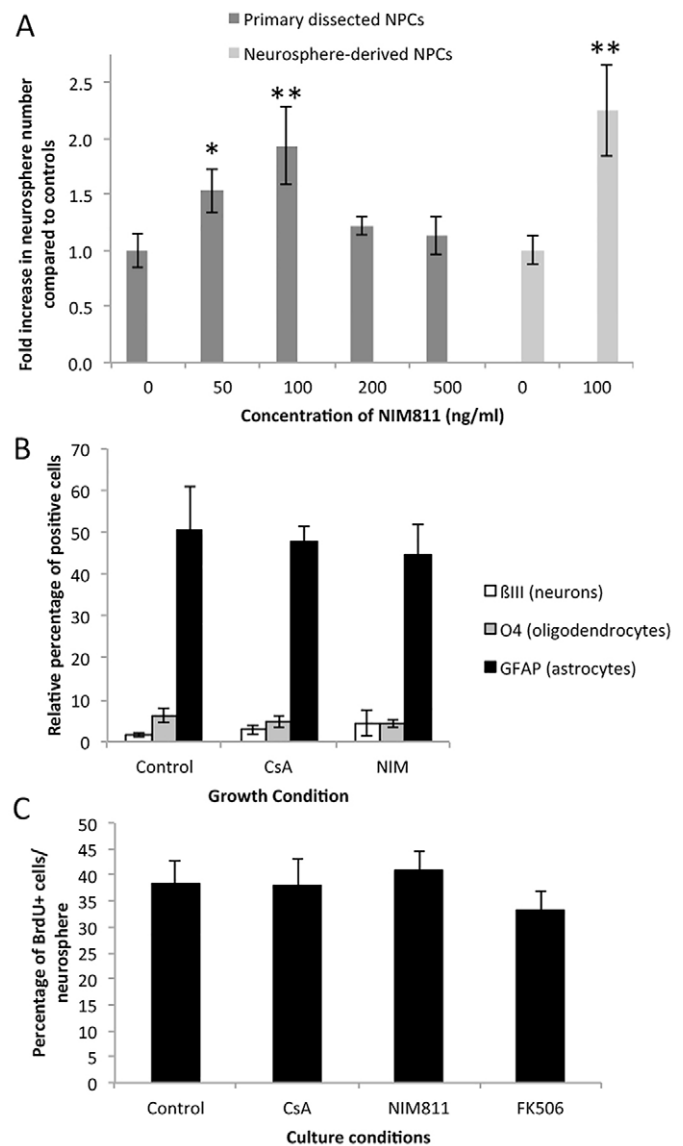 A
Primary dissected NPCs
Neurosphere-derived NPCs
Fold increase in neurosphere number
compared to controls
2.5
2.0
1.5
1.0
0.5
0.0
*
**
**
0 50 100 200 500 0 100
Concentration of NIM811 (ng/ml)
B
Relative percentage of positive cells
70
60
50
40
30
20
10
0
Control CsA NIM
Growth Condition
ßIII (neurons)
O4 (oligodendrocytes)
GFAP (astrocytes)
C
Percentage of BrdU+ cells/
neurosphere
50
45
40
35
30
25
20
15
10
5
0
Control CsA NIM811 FK506
Culture conditions